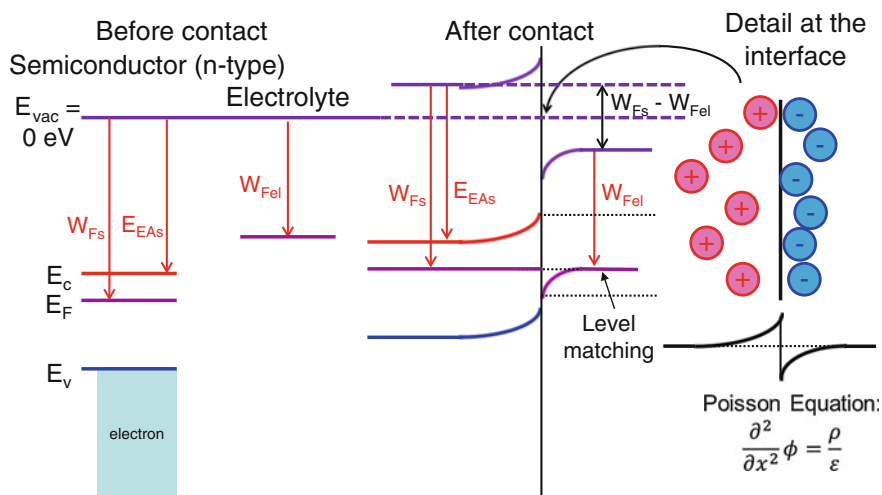 Before contact
Semiconductor (n-type)
Electrolyte
E_vac =
0 eV
W_Fs
E_EAs
W_Fel
E_c
E_F
E_v
electron
After contact
W_Fs - W_Fel
W_Fs
E_EAs
W_Fel
Level
matching
Detail at the
interface
+ -
+ -
+ -
+ -
+ -
+ -
Poisson Equation:
∂²/∂x² ϕ = ρ/ε